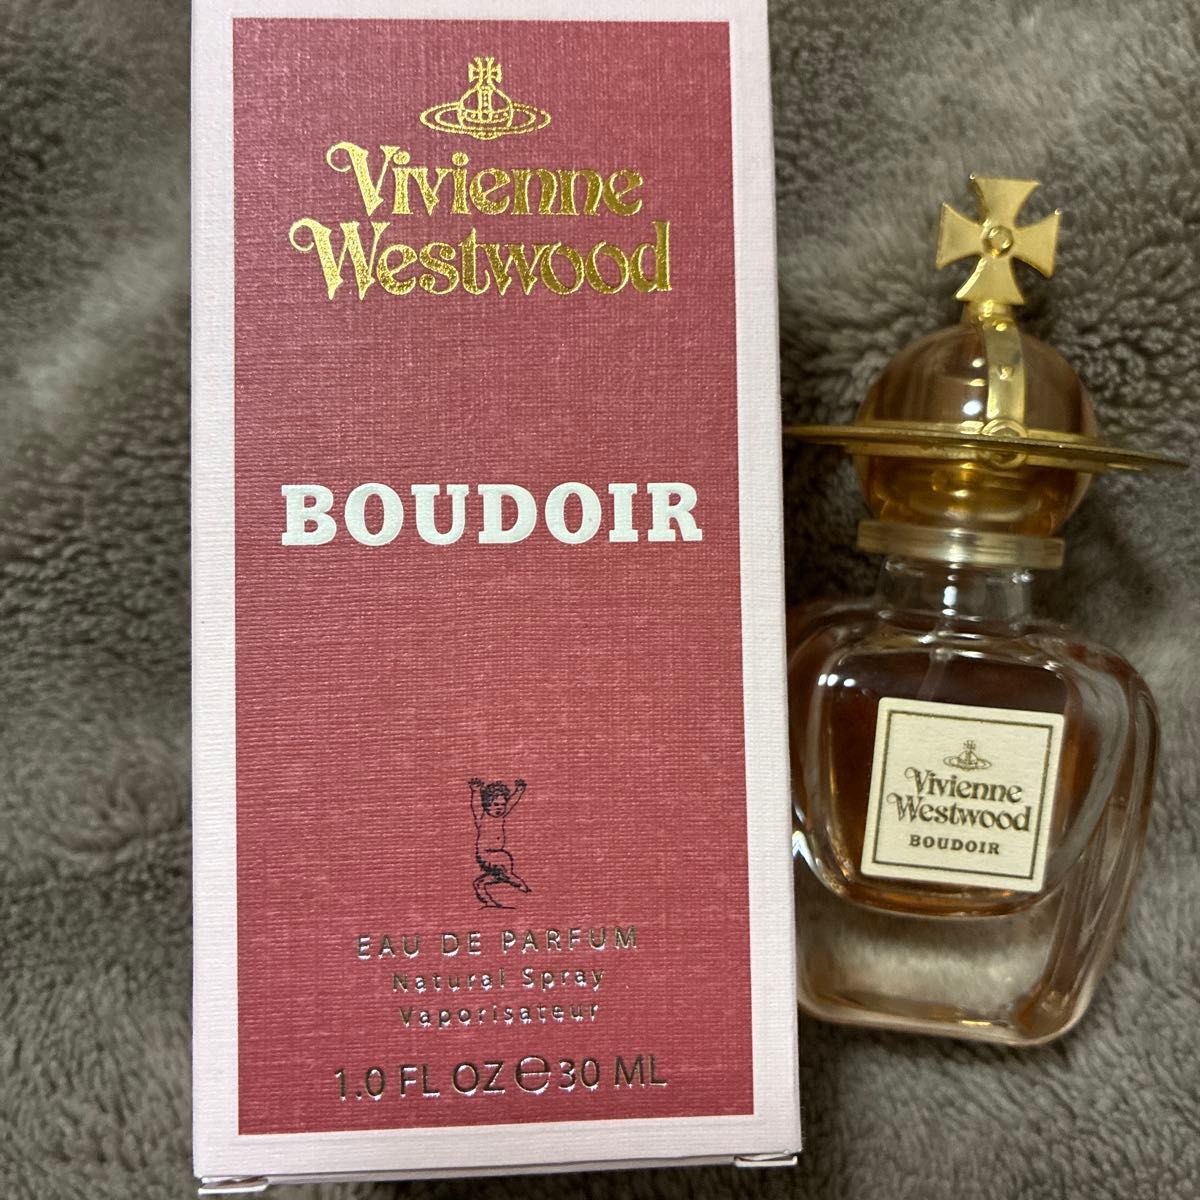 Vivienne
Westwood
BOUDOIR
EAU DE PARFUM
Natural Spray
Vaporisateur
1.0 FL OZ ℮ 30 ML
Vivienne
Westwood
BOUDOIR